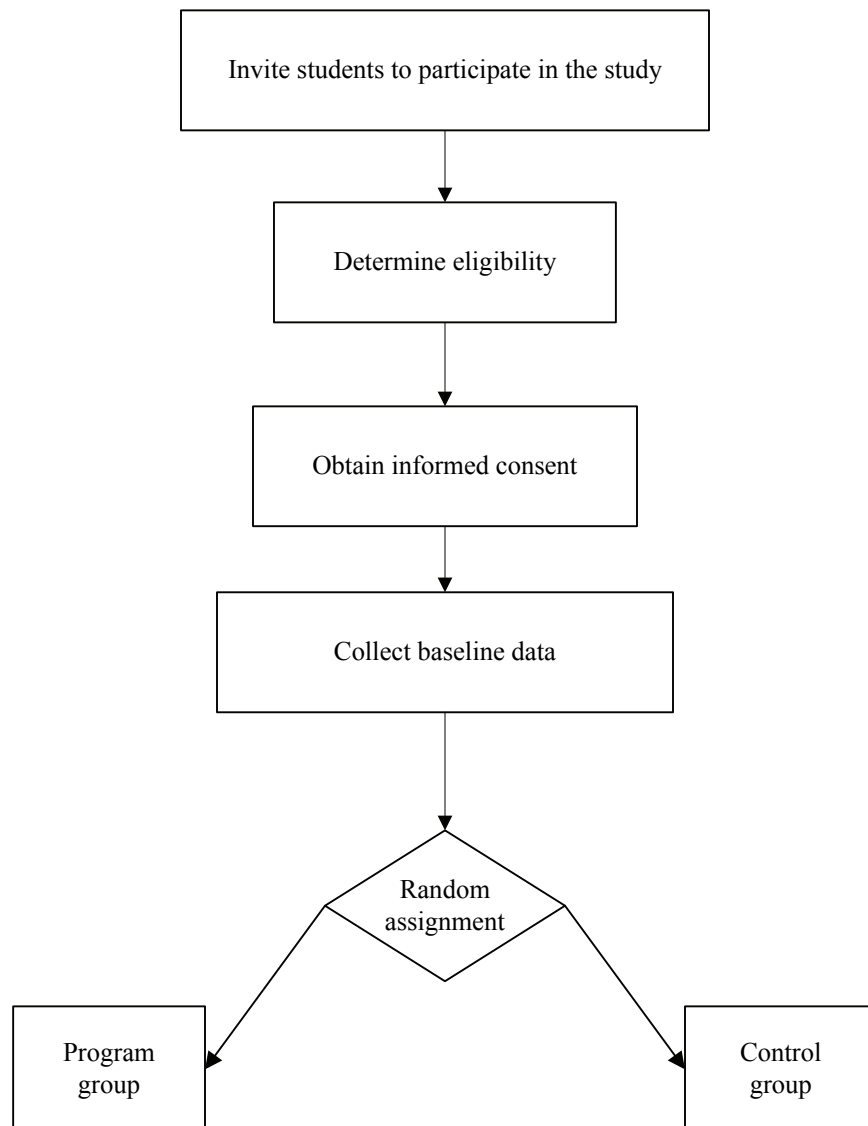 Invite students to participate in the study
Determine eligibility
Obtain informed consent
Collect baseline data
Random
assignment
Program
group
Control
group